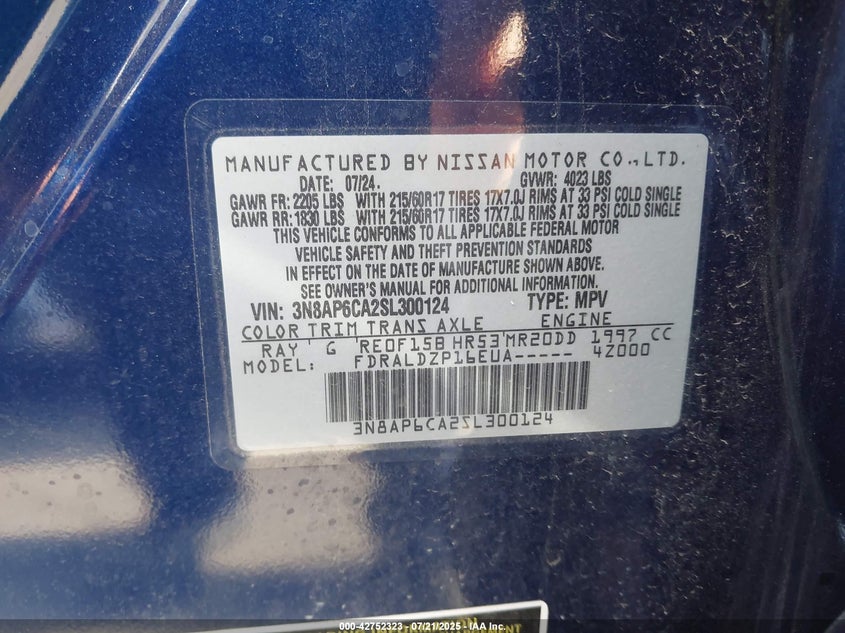 MANUFACTURED BY NISSAN MOTOR CO.,LTD.
DATE: 07/24. GVWR: 4023 LBS
GAWR FR: 2205 LBS WITH 215/60R17 TIRES 17X7.0J RIMS AT 33 PSI COLD SINGLE
GAWR RR: 1830 LBS WITH 215/60R17 TIRES 17X7.0J RIMS AT 33 PSI COLD SINGLE
THIS VEHICLE CONFORMS TO ALL APPLICABLE FEDERAL MOTOR
VEHICLE SAFETY AND THEFT PREVENTION STANDARDS
IN EFFECT ON THE DATE OF MANUFACTURE SHOWN ABOVE.
SEE OWNER'S MANUAL FOR ADDITIONAL INFORMATION.
VIN: 3N8AP6CA2SL300124 TYPE: MPV
COLOR TRIM TRANS AXLE ENGINE
RAY G RE0F15B HR53 MR20DD 1997 CC
MODEL: FDRALDZP16EUA----- 4Z000
3N8AP6CA2SL300124
000-42752323 - 07/21/2025 - www.iaai.com